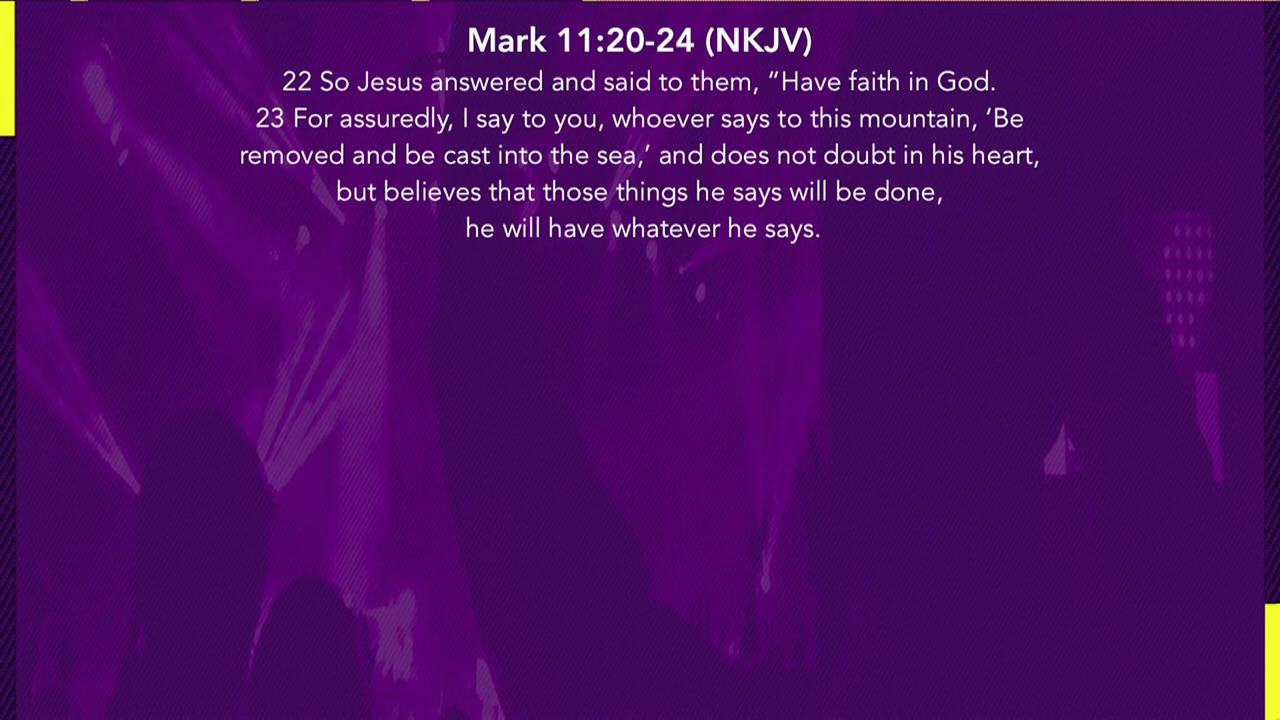 Mark 11:20-24 (NKJV)
22 So Jesus answered and said to them, “Have faith in God.
23 For assuredly, I say to you, whoever says to this mountain, ‘Be
removed and be cast into the sea,’ and does not doubt in his heart,
but believes that those things he says will be done,
he will have whatever he says.